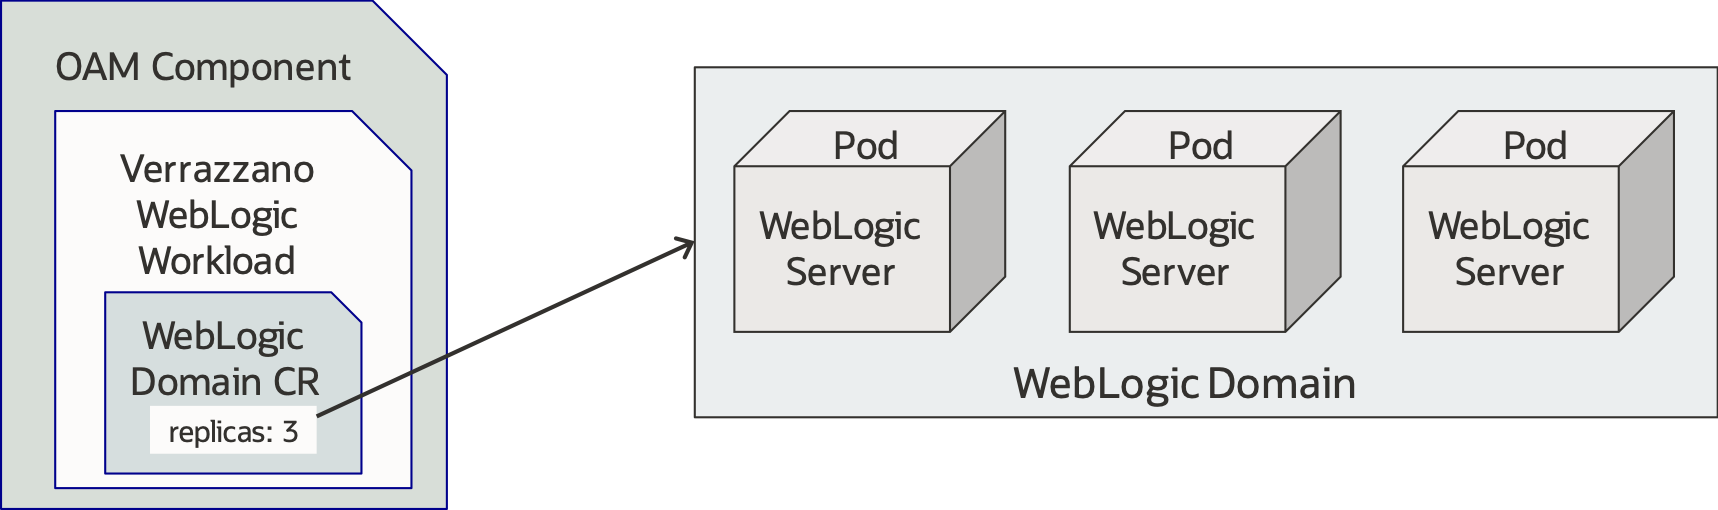 OAM Component
Verrazzano
WebLogic
Workload
WebLogic
Domain CR
replicas: 3
Pod
WebLogic
Server
Pod
WebLogic
Server
Pod
WebLogic
Server
WebLogic Domain